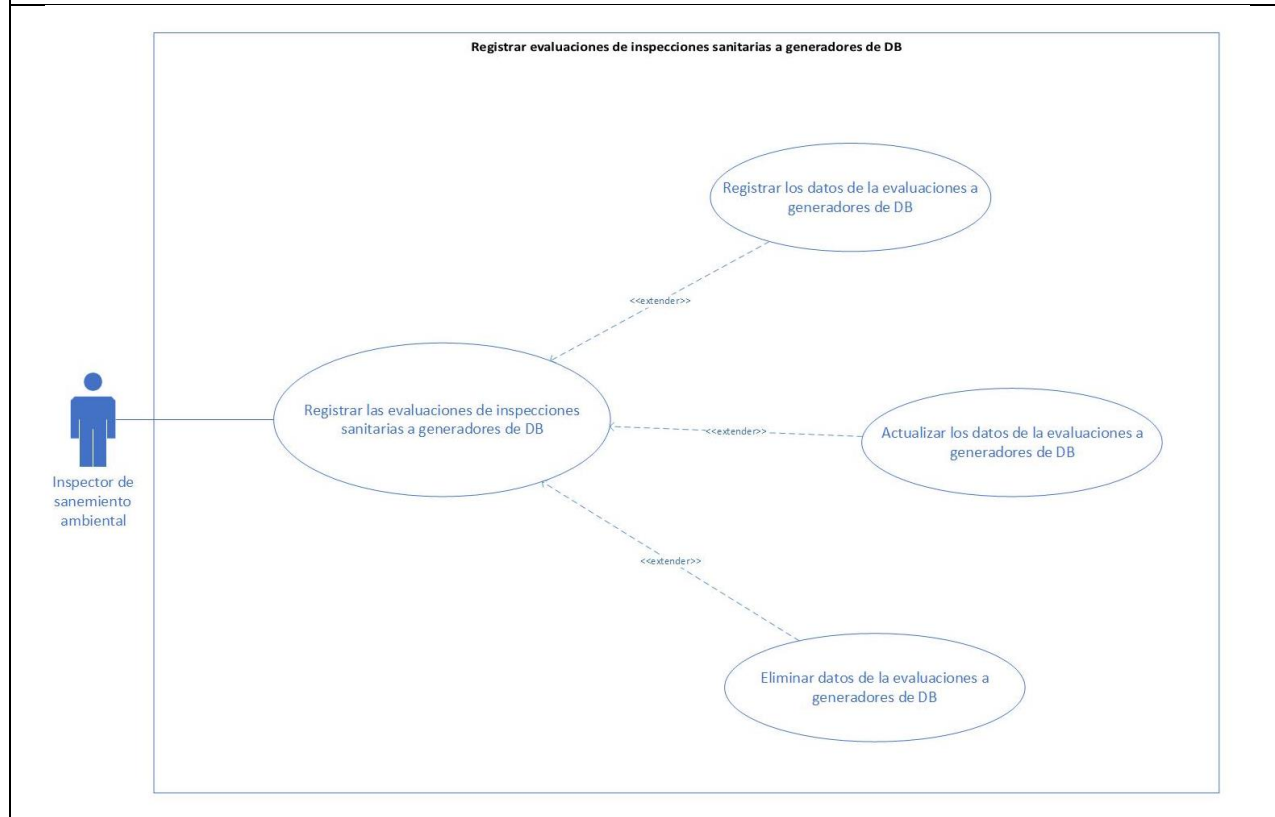 Registrar evaluaciones de inspecciones sanitarias a generadores de DB
Registrar los datos de la evaluaciones a
generadores de DB
<<extender>>
Registrar las evaluaciones de inspecciones
sanitarias a generadores de DB
<<extender>>
Actualizar los datos de la evaluaciones a
generadores de DB
Inspector de
sanemiento
ambiental
<<extender>>
Eliminar datos de la evaluaciones a
generadores de DB